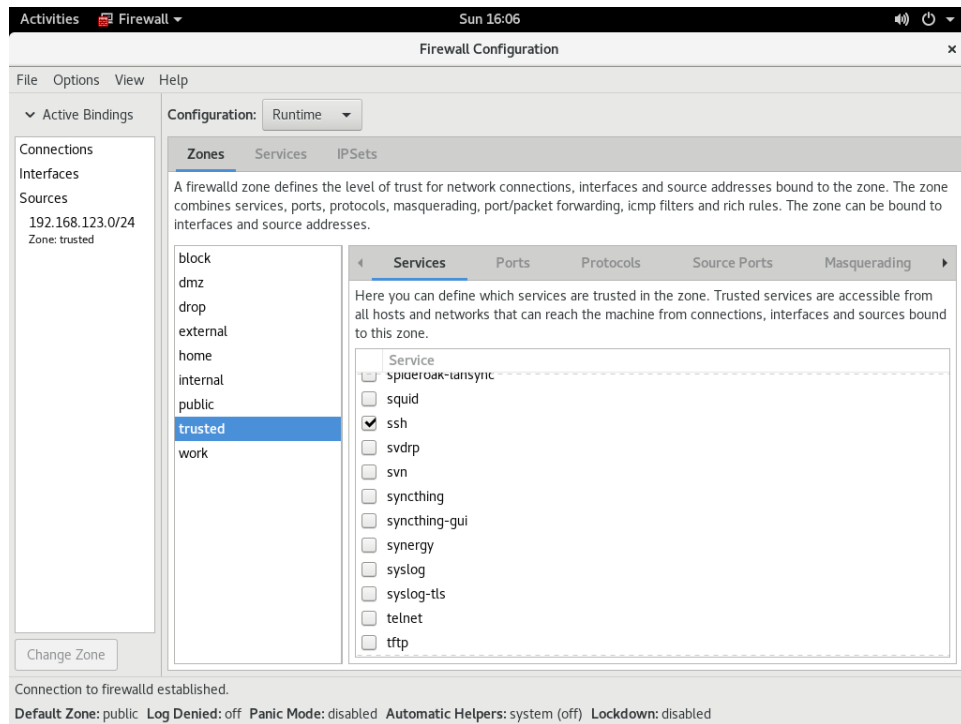 Activities Firewall Sun 16:06
Firewall Configuration
File Options View Help
Active Bindings
Configuration: Runtime
Connections
Interfaces
Sources
192.168.123.0/24
Zone: trusted
Change Zone
Zones Services IPSets
A firewalld zone defines the level of trust for network connections, interfaces and source addresses bound to the zone. The zone
combines services, ports, protocols, masquerading, port/packet forwarding, icmp filters and rich rules. The zone can be bound to
interfaces and source addresses.
block
dmz
drop
external
home
internal
public
trusted
work
Services Ports Protocols Source Ports Masquerading
Here you can define which services are trusted in the zone. Trusted services are accessible from
all hosts and networks that can reach the machine from connections, interfaces and sources bound
to this zone.
Service
spideroak-lansync
squid
ssh
svdrp
svn
syncthing
syncthing-gui
synergy
syslog
syslog-tls
telnet
tftp
Connection to firewalld established.
Default Zone: public Log Denied: off Panic Mode: disabled Automatic Helpers: system (off) Lockdown: disabled